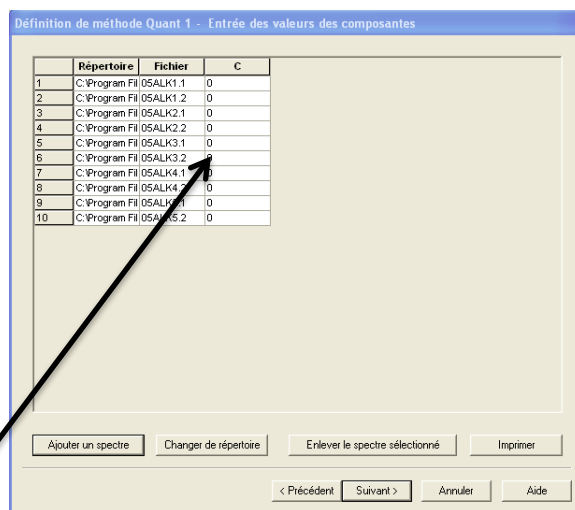 Définition de méthode Quant 1 - Entrée des valeurs des composantes
Répertoire Fichier C
1 C:\Program Fil 05ALK1.1 0
2 C:\Program Fil 05ALK1.2 0
3 C:\Program Fil 05ALK2.1 0
4 C:\Program Fil 05ALK2.2 0
5 C:\Program Fil 05ALK3.1 0
6 C:\Program Fil 05ALK3.2
7 C:\Program Fil 05ALK4.1
8 C:\Program Fil 0
9 C:\Program Fil 0
10 C:\Program Fil 0
Ajouter un spectre Changer de répertoire Enlever le spectre sélectionné Imprimer
< Précédent Suivant > Annuler Aide